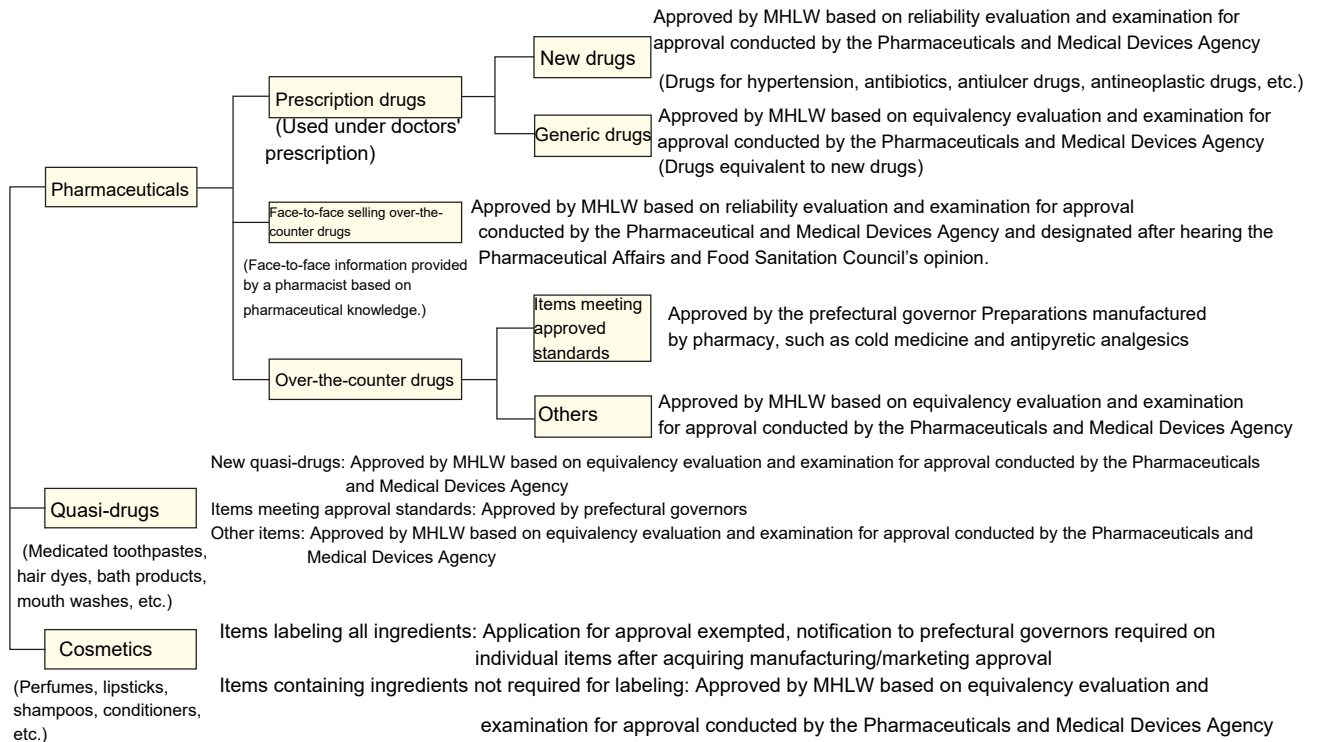 Approved by MHLW based on reliability evaluation and examination for
approval conducted by the Pharmaceuticals and Medical Devices Agency
New drugs
(Drugs for hypertension, antibiotics, antiulcer drugs, antineoplastic drugs, etc.)
Prescription drugs
(Used under doctors'
prescription)
Generic drugs
Approved by MHLW based on equivalency evaluation and examination for
approval conducted by the Pharmaceuticals and Medical Devices Agency
(Drugs equivalent to new drugs)
Pharmaceuticals
Face-to-face selling over-the-
counter drugs
Approved by MHLW based on reliability evaluation and examination for approval
conducted by the Pharmaceutical and Medical Devices Agency and designated after hearing the
Pharmaceutical Affairs and Food Sanitation Council’s opinion.
(Face-to-face information provided
by a pharmacist based on
pharmaceutical knowledge.)
Items meeting
approved
standards
Approved by the prefectural governor Preparations manufactured
by pharmacy, such as cold medicine and antipyretic analgesics
Over-the-counter drugs
Others
Approved by MHLW based on equivalency evaluation and examination
for approval conducted by the Pharmaceuticals and Medical Devices Agency
New quasi-drugs: Approved by MHLW based on equivalency evaluation and examination for approval conducted by the Pharmaceuticals
and Medical Devices Agency
Quasi-drugs
Items meeting approval standards: Approved by prefectural governors
Other items: Approved by MHLW based on equivalency evaluation and examination for approval conducted by the Pharmaceuticals and
Medical Devices Agency
(Medicated toothpastes,
hair dyes, bath products,
mouth washes, etc.)
Cosmetics
Items labeling all ingredients: Application for approval exempted, notification to prefectural governors required on
individual items after acquiring manufacturing/marketing approval
(Perfumes, lipsticks,
shampoos, conditioners,
etc.)
Items containing ingredients not required for labeling: Approved by MHLW based on equivalency evaluation and
examination for approval conducted by the Pharmaceuticals and Medical Devices Agency